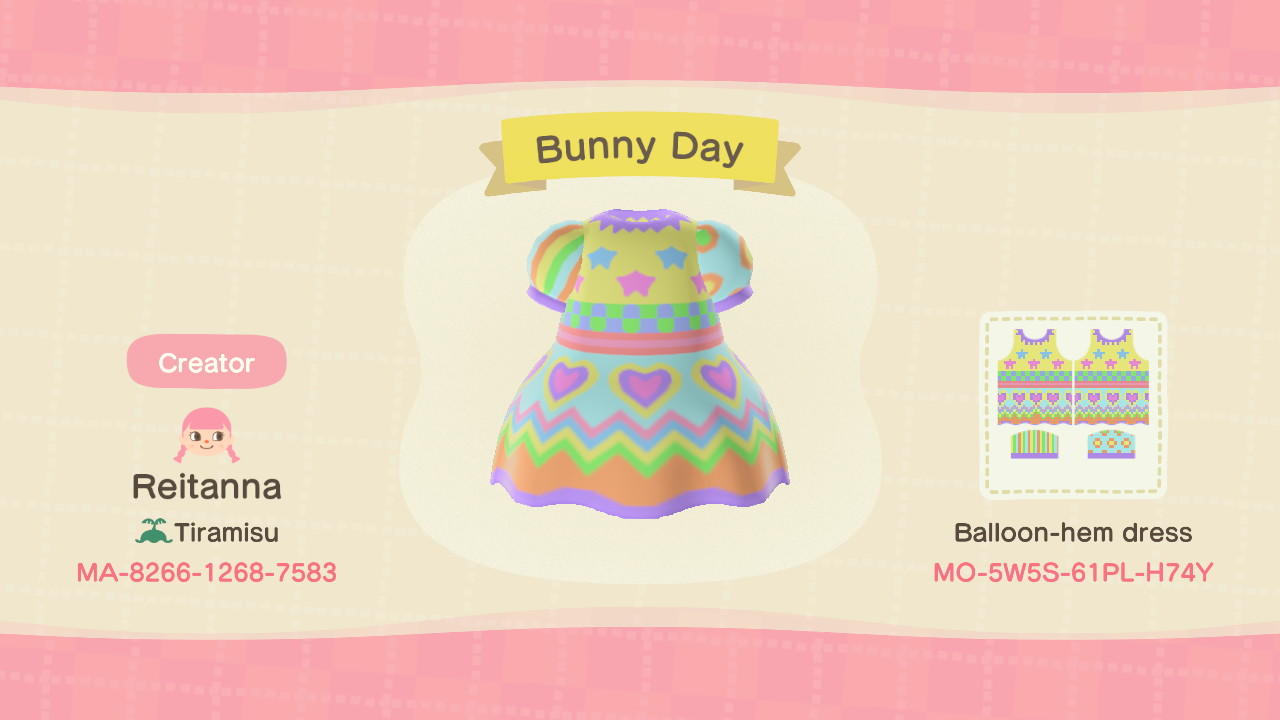 Bunny Day
Creator
Reitanna
Tiramisu
MA-8266-1268-7583
Balloon-hem dress
MO-5W5S-61PL-H74Y